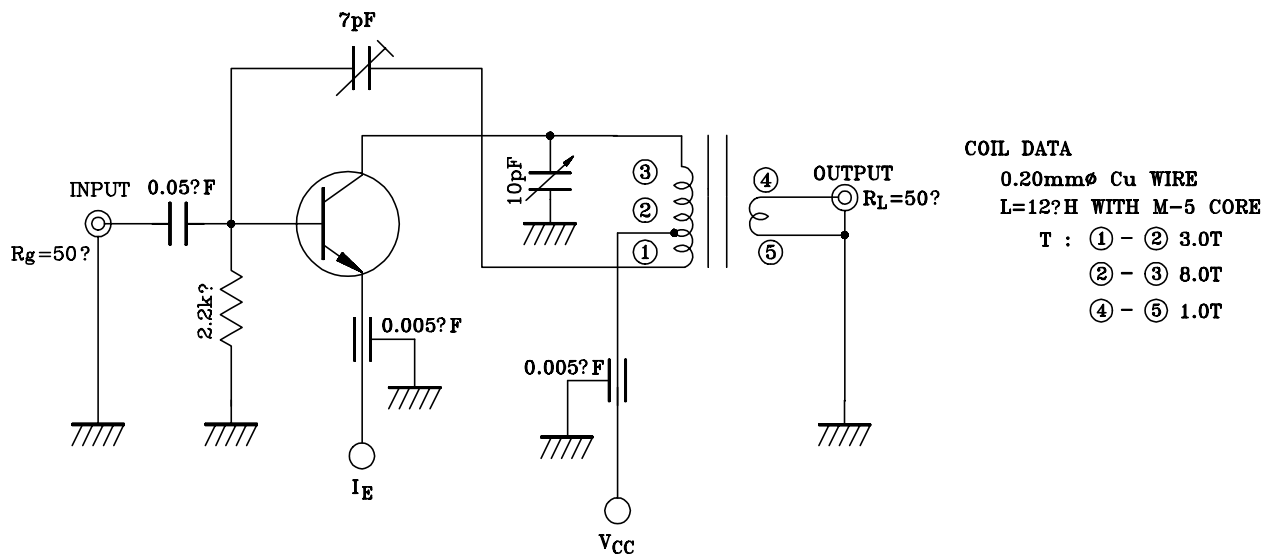 7pF
INPUT
0.05?F
Rg=50?
2.2k?
0.005?F
IE
10pF
③
②
①
0.005?F
VCC
④
⑤
OUTPUT
RL=50?
COIL DATA
0.20mmø Cu WIRE
L=12?H WITH M-5 CORE
T : ① - ② 3.0T
② - ③ 8.0T
④ - ⑤ 1.0T